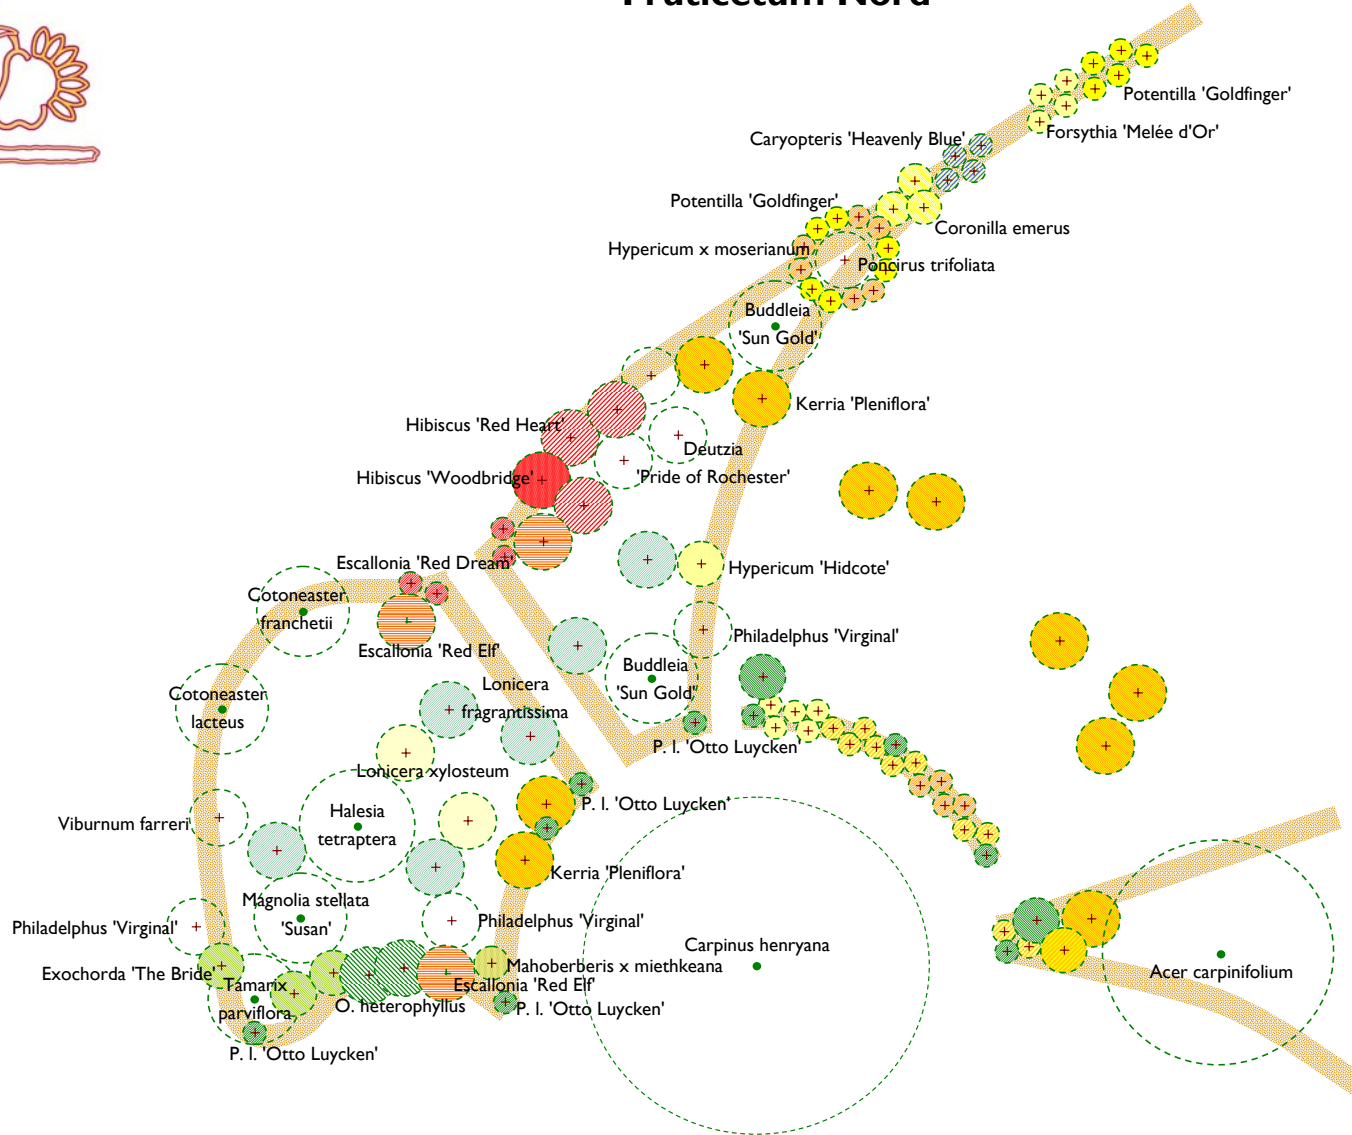 Fruticetum Nord
Potentilla 'Goldfinger'
Forsythia 'Melée d'Or'
Caryopteris 'Heavenly Blue'
Potentilla 'Goldfinger'
Coronilla emerus
Hypericum x moserianum
Poncirus trifoliata
Buddleia
'Sun Gold'
Kerria 'Pleniflora'
Hibiscus 'Red Heart'
Deutzia
'Pride of Rochester'
Hibiscus 'Woodbridge'
Escallonia 'Red Dream'
Hypericum 'Hidcote'
Cotoneaster
franchetii
Escallonia 'Red Elf'
Philadelphus 'Virginal'
Buddleia
'Sun Gold'
Cotoneaster
lacteus
Lonicera
fragrantissima
P. l. 'Otto Luycken'
Lonicera xylosteum
P. l. 'Otto Luycken'
Halesia
tetraptera
Viburnum farreri
Kerria 'Pleniflora'
Magnolia stellata
'Susan'
Philadelphus 'Virginal'
Philadelphus 'Virginal'
Carpinus henryana
Mahoberberis x miethkeana
Exochorda 'The Bride'
Acer carpinifolium
Tamarix
parviflora
Escallonia 'Red Elf'
O. heterophyllus
P. l. 'Otto Luycken'
P. l. 'Otto Luycken'